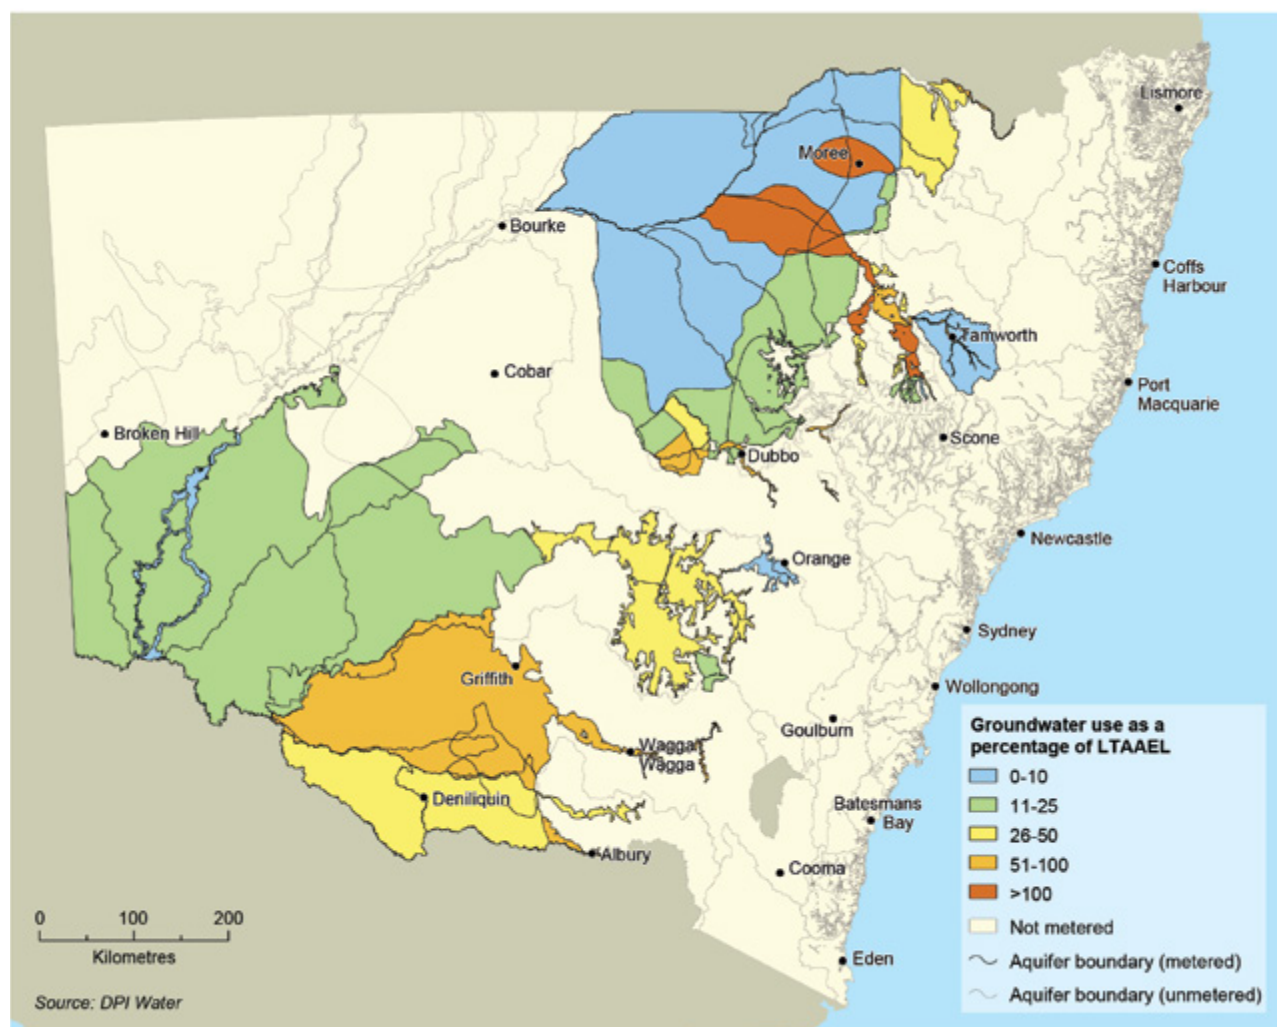 Lismore
Moree
Bourke
Coffs
Harbour
Tamworth
Cobar
Port
Macquarie
Broken Hill
Scone
Dubbo
Newcastle
Orange
Sydney
Griffith
Wollongong
Goulburn
Wagga
Wagga
Deniliquin
Batesmans
Bay
Albury
Cooma
Eden
Groundwater use as a
percentage of LTAAEL
0-10
11-25
26-50
51-100
>100
Not metered
Aquifer boundary (metered)
Aquifer boundary (unmetered)
0 100 200
Kilometres
Source: DPI Water